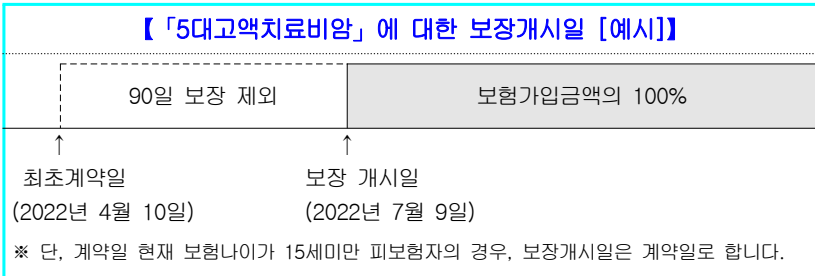 【「5대고액치료비암」에 대한 보장개시일 [예시]】
90일 보장 제외 보험가입금액의 100%
↑ ↑
최초계약일 보장 개시일
(2022년 4월 10일) (2022년 7월 9일)
※ 단, 계약일 현재 보험나이가 15세미만 피보험자의 경우, 보장개시일은 계약일로 합니다.